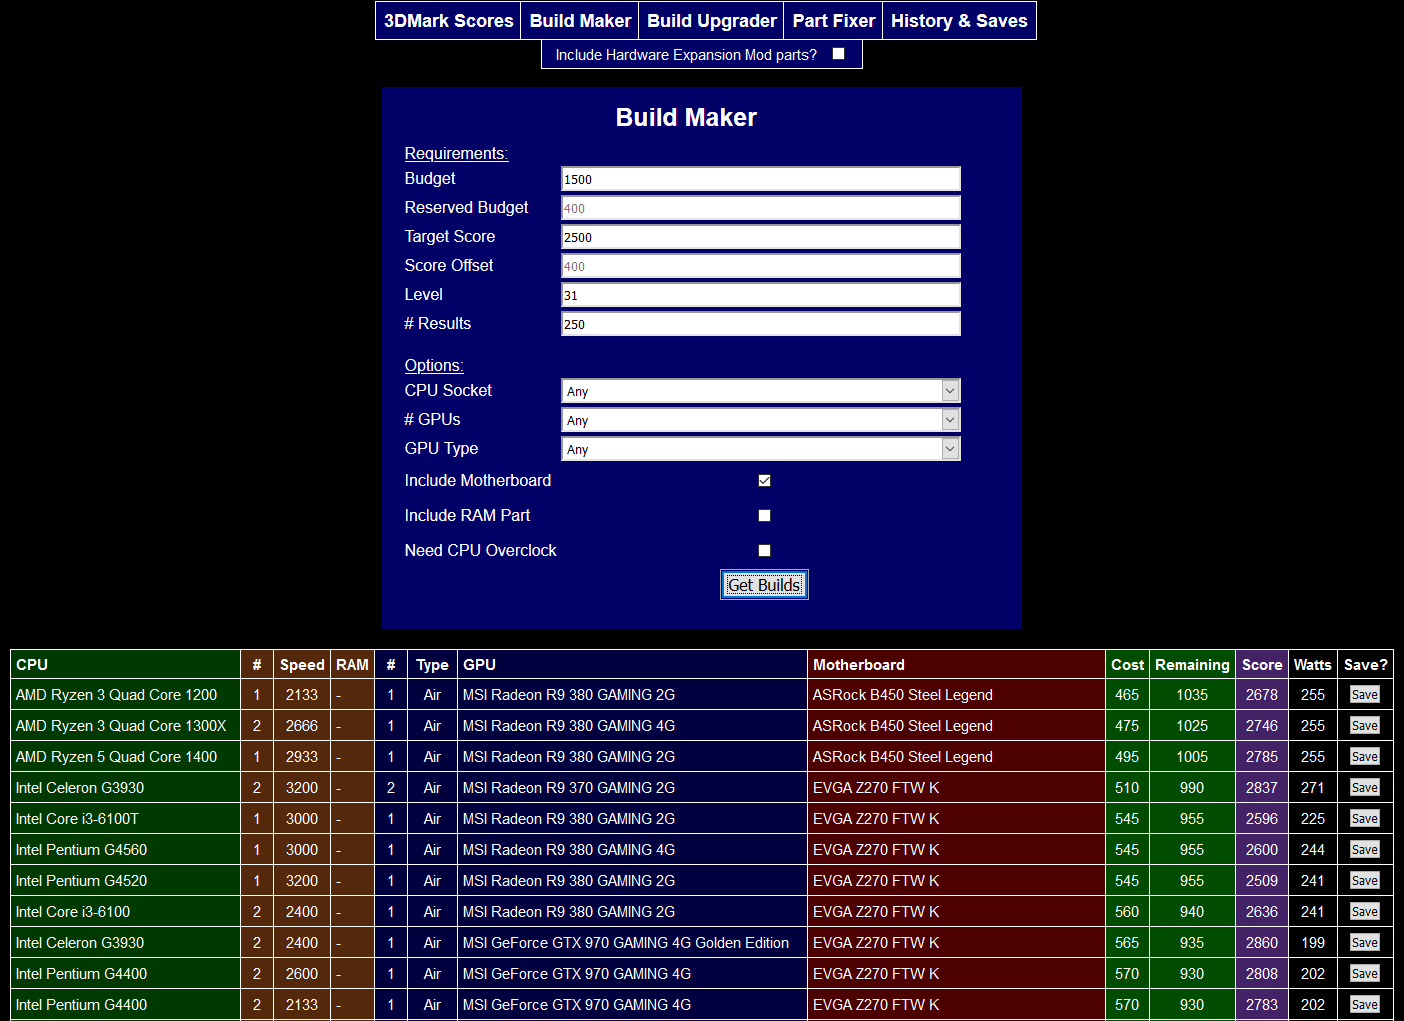 3DMark Scores Build Maker Build Upgrader Part Fixer History & Saves
Include Hardware Expansion Mod parts?
Build Maker
Requirements:
Budget 1500
Reserved Budget 400
Target Score 2500
Score Offset 400
Level 31
# Results 250
Options:
CPU Socket Any
# GPUs Any
GPU Type Any
Include Motherboard
Include RAM Part
Need CPU Overclock
Get Builds
CPU # Speed RAM # Type GPU Motherboard Cost Remaining Score Watts Save?
AMD Ryzen 3 Quad Core 1200 1 2133 - 1 Air MSI Radeon R9 380 GAMING 2G ASRock B450 Steel Legend 465 1035 2678 255 Save
AMD Ryzen 3 Quad Core 1300X 2 2666 - 1 Air MSI Radeon R9 380 GAMING 4G ASRock B450 Steel Legend 475 1025 2746 255 Save
AMD Ryzen 5 Quad Core 1400 1 2933 - 1 Air MSI Radeon R9 380 GAMING 2G ASRock B450 Steel Legend 495 1005 2785 255 Save
Intel Celeron G3930 2 3200 - 2 Air MSI Radeon R9 370 GAMING 2G EVGA Z270 FTW K 510 990 2837 271 Save
Intel Core i3-6100T 1 3000 - 1 Air MSI Radeon R9 380 GAMING 2G EVGA Z270 FTW K 545 955 2596 225 Save
Intel Pentium G4560 1 3000 - 1 Air MSI Radeon R9 380 GAMING 4G EVGA Z270 FTW K 545 955 2600 244 Save
Intel Pentium G4520 1 3200 - 1 Air MSI Radeon R9 380 GAMING 2G EVGA Z270 FTW K 545 955 2509 241 Save
Intel Core i3-6100 2 2400 - 1 Air MSI Radeon R9 380 GAMING 2G EVGA Z270 FTW K 560 940 2636 241 Save
Intel Celeron G3930 2 2400 - 1 Air MSI GeForce GTX 970 GAMING 4G Golden Edition EVGA Z270 FTW K 565 935 2860 199 Save
Intel Pentium G4400 2 2600 - 1 Air MSI GeForce GTX 970 GAMING 4G EVGA Z270 FTW K 570 930 2808 202 Save
Intel Pentium G4400 2 2133 - 1 Air MSI GeForce GTX 970 GAMING 4G EVGA Z270 FTW K 570 930 2783 202 Save